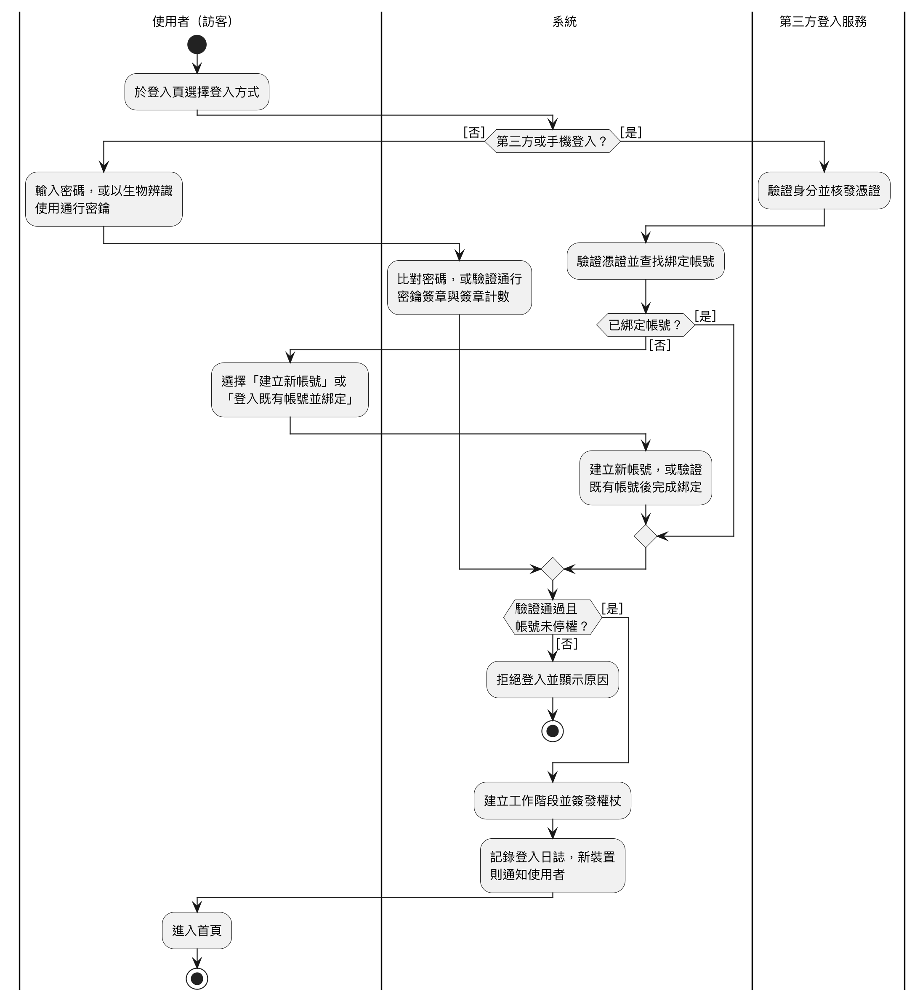 使用者（訪客）
系統
第三方登入服務
於登入頁選擇登入方式
[否]
第三方或手機登入？
[是]
輸入密碼，或以生物辨識
使用通行密鑰
驗證身分並核發憑證
驗證憑證並查找綁定帳號
比對密碼，或驗證通行
密鑰簽章與簽章計數
已綁定帳號？
[是]
[否]
選擇「建立新帳號」或
「登入既有帳號並綁定」
建立新帳號，或驗證
既有帳號後完成綁定
驗證通過且
帳號未停權？
[是]
[否]
拒絕登入並顯示原因
建立工作階段並簽發權杖
記錄登入日誌，新裝置
則通知使用者
進入首頁